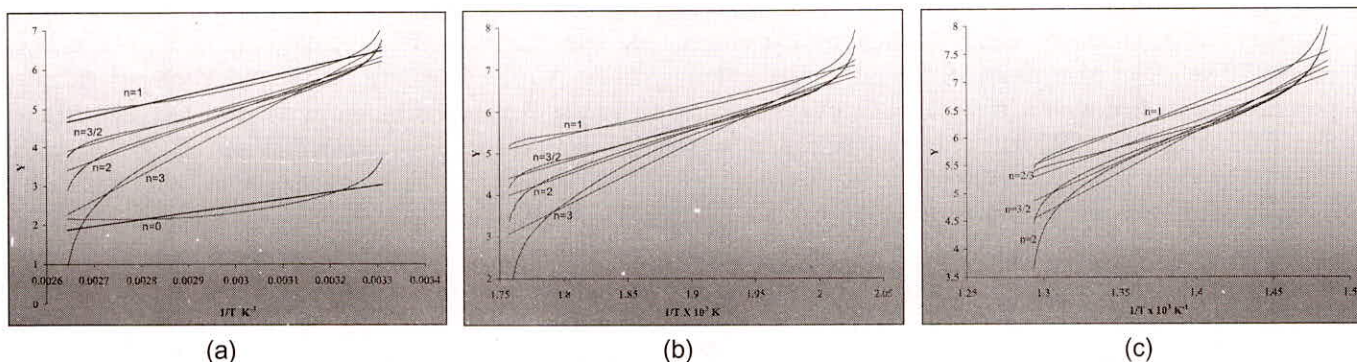 7
6
5
4
3
2
1
0
Y
n=1
n=3/2
n=2
n=3
n=0
0.0026
0.0027
0.0028
0.0029
0.003
0.0031
0.0032
0.0033
0.0034
1/T K⁻¹
(a)
8
7
6
5
4
3
2
Y
n=1
n=3/2
n=2
n=3
1.75
1.8
1.85
1.9
1.95
2
2.05
1/T X 10³ K
(b)
8
7.5
7
6.5
6
5.5
5
4.5
4
3.5
Y
n=1
n=2/3
n=3/2
n=2
1.25
1.3
1.35
1.4
1.45
1.5
1/T x 10³ K⁻¹
(c)